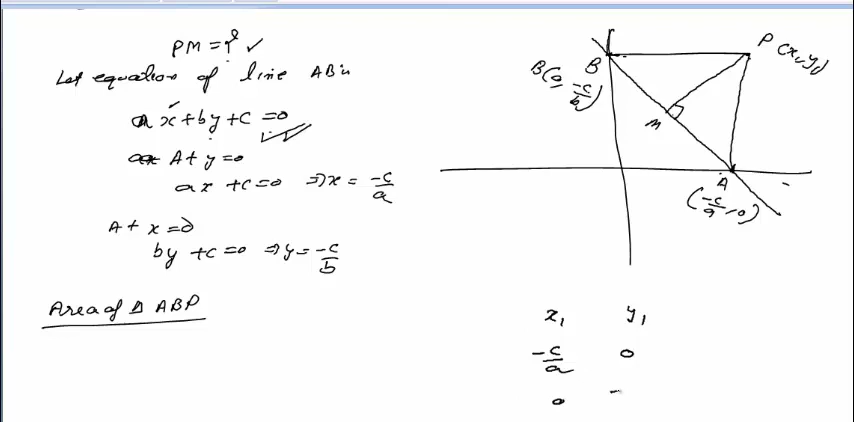 PM = ? ✓
Let equation of line AB is
ax + by + c = 0
At y = 0
ax + c = 0 ⇒ x = -c/a
At x = 0
by + c = 0 ⇒ y = -c/b
Area of Δ ABP
B
B(0, -c/b)
P(x₁, y₁)
M
A
(-c/a, 0)
x₁ y₁
-c/a 0
0 -